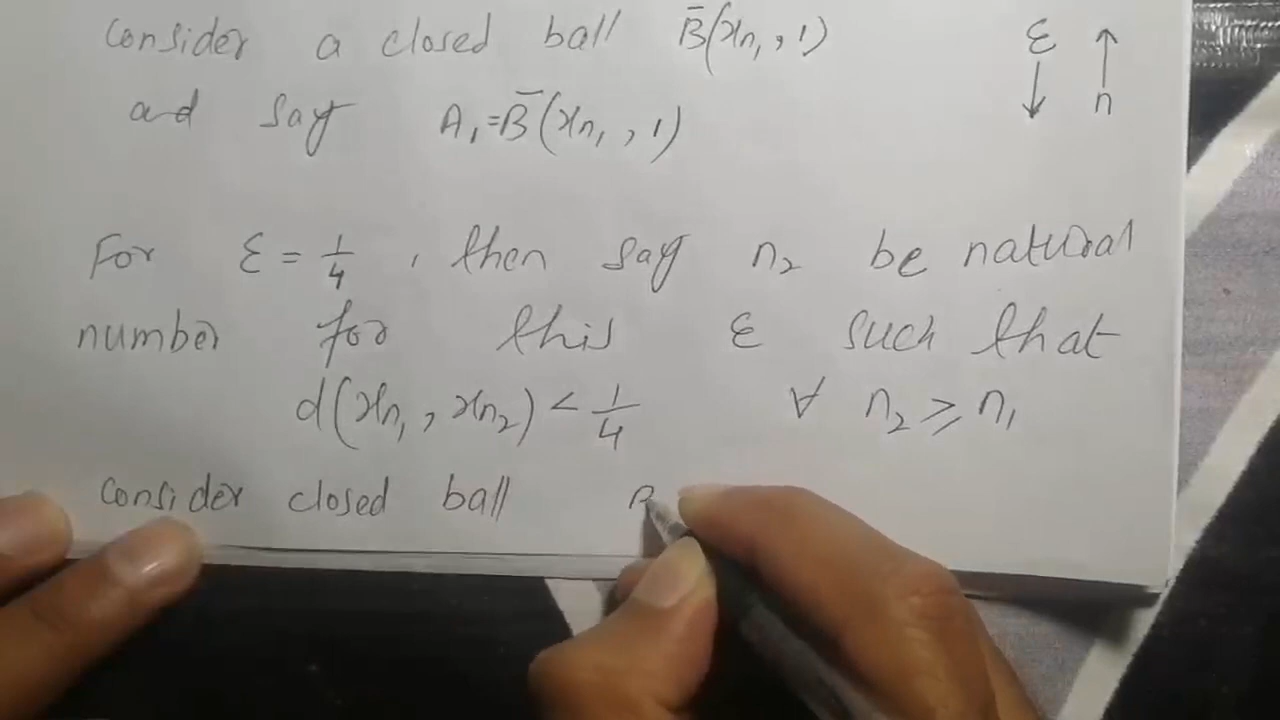 Consider a closed ball B̄(xn₁, 1)
and say A₁ = B̄(xn₁, 1)
ε ↓ n ↑
For ε = 1/4, then say n₂ be natural
number for this ε such that
d(xn₁, xn₂) < 1/4 ∀ n₂ ⩾ n₁
Consider closed ball B